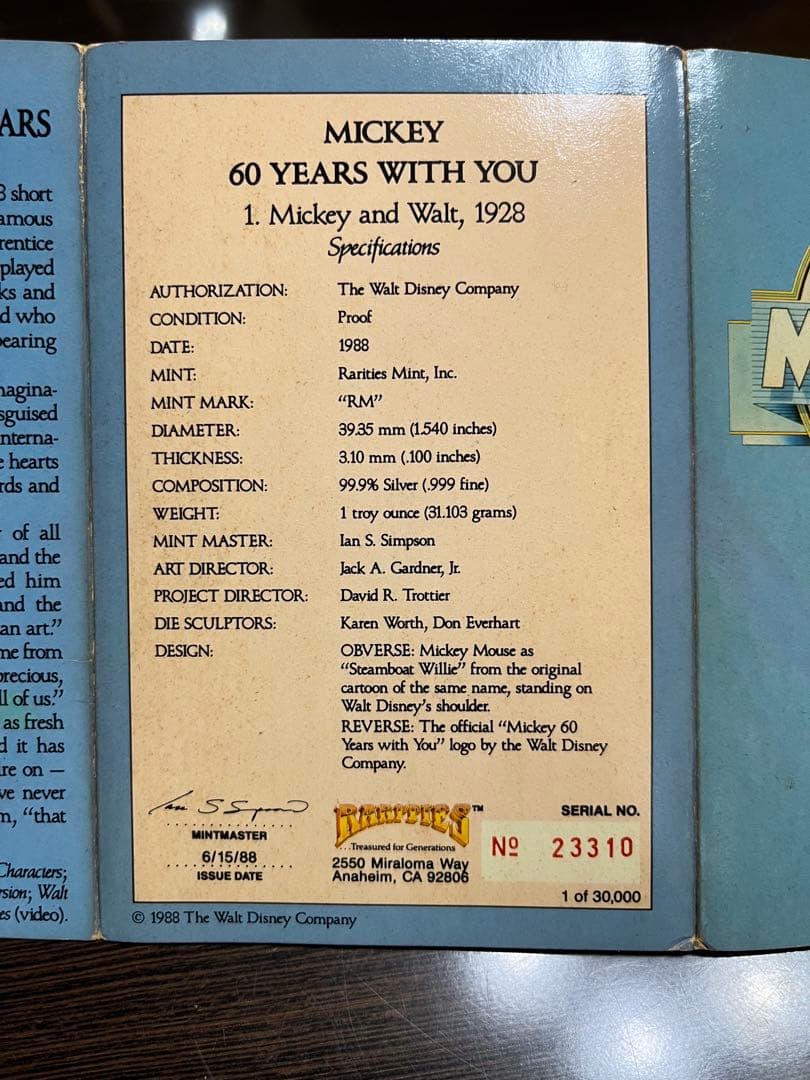 ARS
8 short
amous
rentice
played
ks and
d who
earing
nagina-
sguised
nterna-
e hearts
rds and
of all
and the
ed him
and the
an art."
me from
precious,
ll of us."
as fresh
d it has
re on —
ve never
m, "that
Characters;
rsion; Walt
es (video).
MICKEY
60 YEARS WITH YOU
1. Mickey and Walt, 1928
Specifications
AUTHORIZATION: The Walt Disney Company
CONDITION: Proof
DATE: 1988
MINT: Rarities Mint, Inc.
MINT MARK: "RM"
DIAMETER: 39.35 mm (1.540 inches)
THICKNESS: 3.10 mm (.100 inches)
COMPOSITION: 99.9% Silver (.999 fine)
WEIGHT: 1 troy ounce (31.103 grams)
MINT MASTER: Ian S. Simpson
ART DIRECTOR: Jack A. Gardner, Jr.
PROJECT DIRECTOR: David R. Trottier
DIE SCULPTORS: Karen Worth, Don Everhart
DESIGN: OBVERSE: Mickey Mouse as
"Steamboat Willie" from the original
cartoon of the same name, standing on
Walt Disney's shoulder.
REVERSE: The official "Mickey 60
Years with You" logo by the Walt Disney
Company.
MINTMASTER
6/15/88
ISSUE DATE
RARITIES™
...Treasured for Generations
2550 Miraloma Way
Anaheim, CA 92806
SERIAL NO.
Nº 23310
1 of 30,000
© 1988 The Walt Disney Company
M